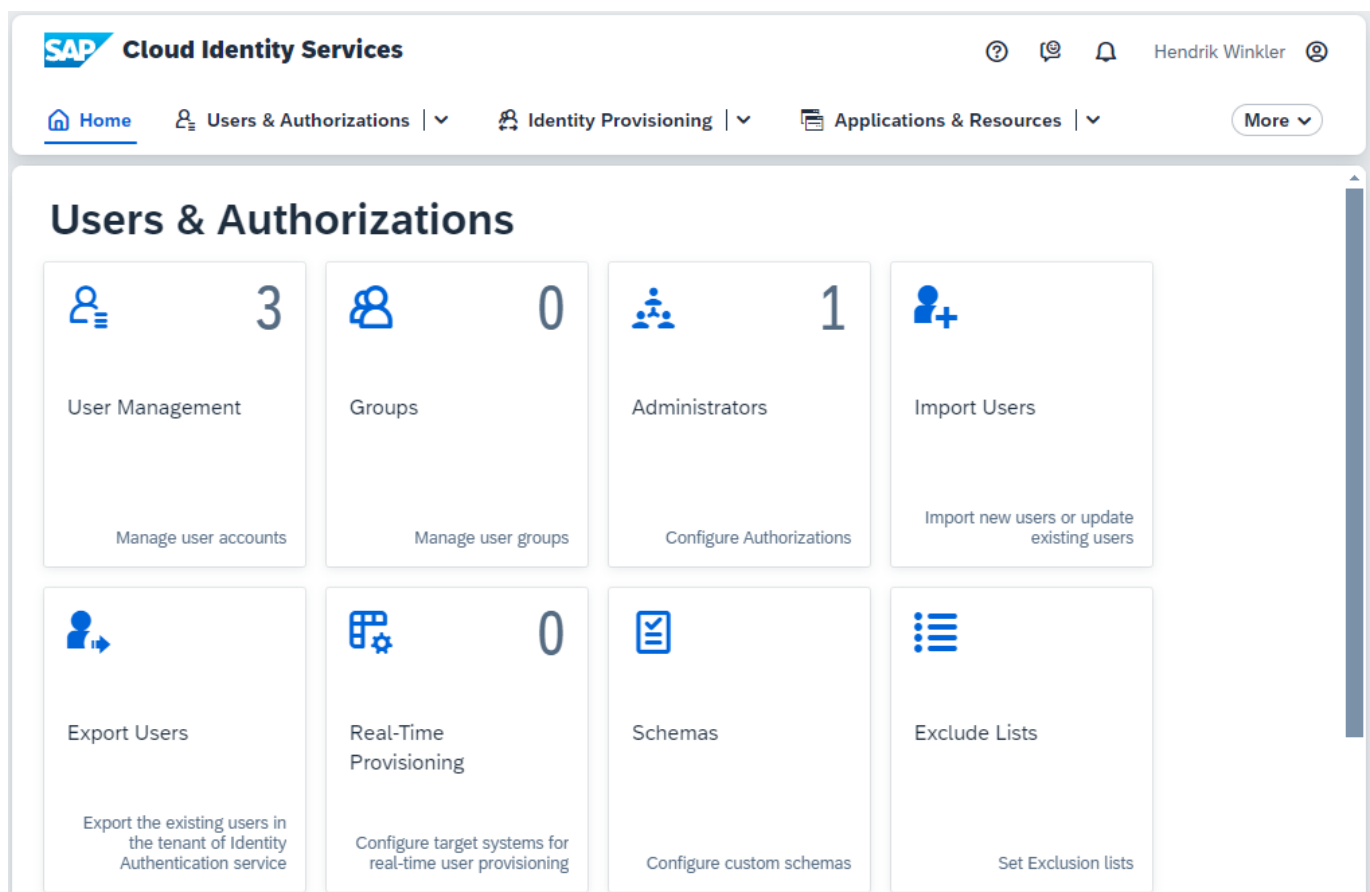 SAP Cloud Identity Services
Hendrik Winkler
Home Users & Authorizations Identity Provisioning Applications & Resources More
Users & Authorizations
3 0 1
User Management Groups Administrators Import Users
Import new users or update
Manage user accounts Manage user groups Configure Authorizations existing users
0
Export Users Real-Time Schemas Exclude Lists
Provisioning
Export the existing users in
the tenant of Identity Configure target systems for
Authentication service real-time user provisioning Configure custom schemas Set Exclusion lists